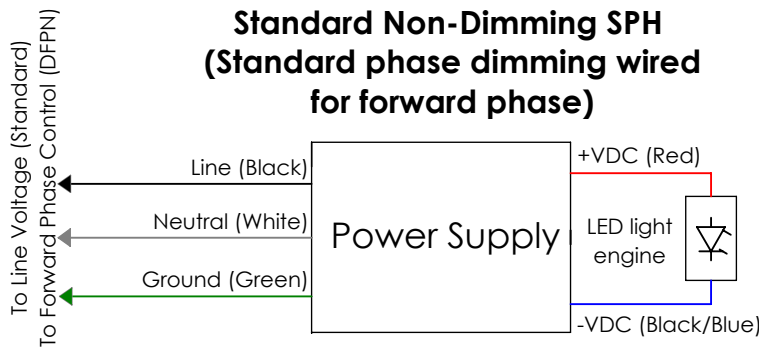 Standard Non-Dimming SPH
(Standard phase dimming wired
for forward phase)
To Line Voltage (Standard)
To Forward Phase Control (DFPN)
Line (Black)
Neutral (White)
Ground (Green)
Power Supply
+VDC (Red)
LED light
engine
-VDC (Black/Blue)